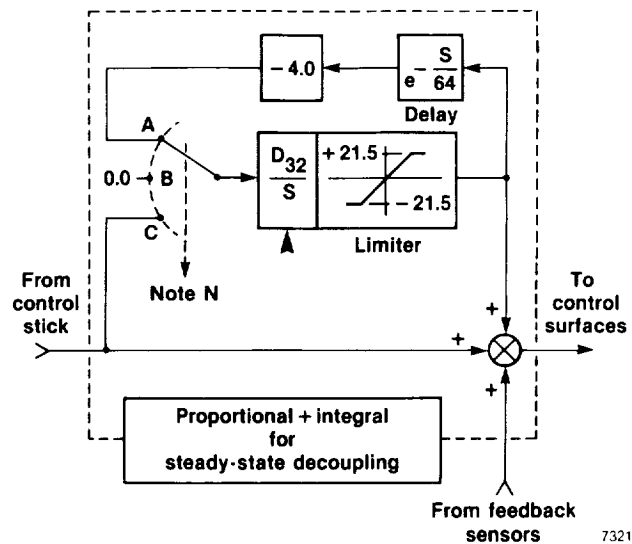 - 4.0
e - S/64
Delay
A
0.0
B
C
D32
S
+ 21.5
- 21.5
Limiter
From
control
stick
Note N
To
control
surfaces
+
+
+
Proportional + integral
for
steady-state decoupling
From feedback
sensors
7321